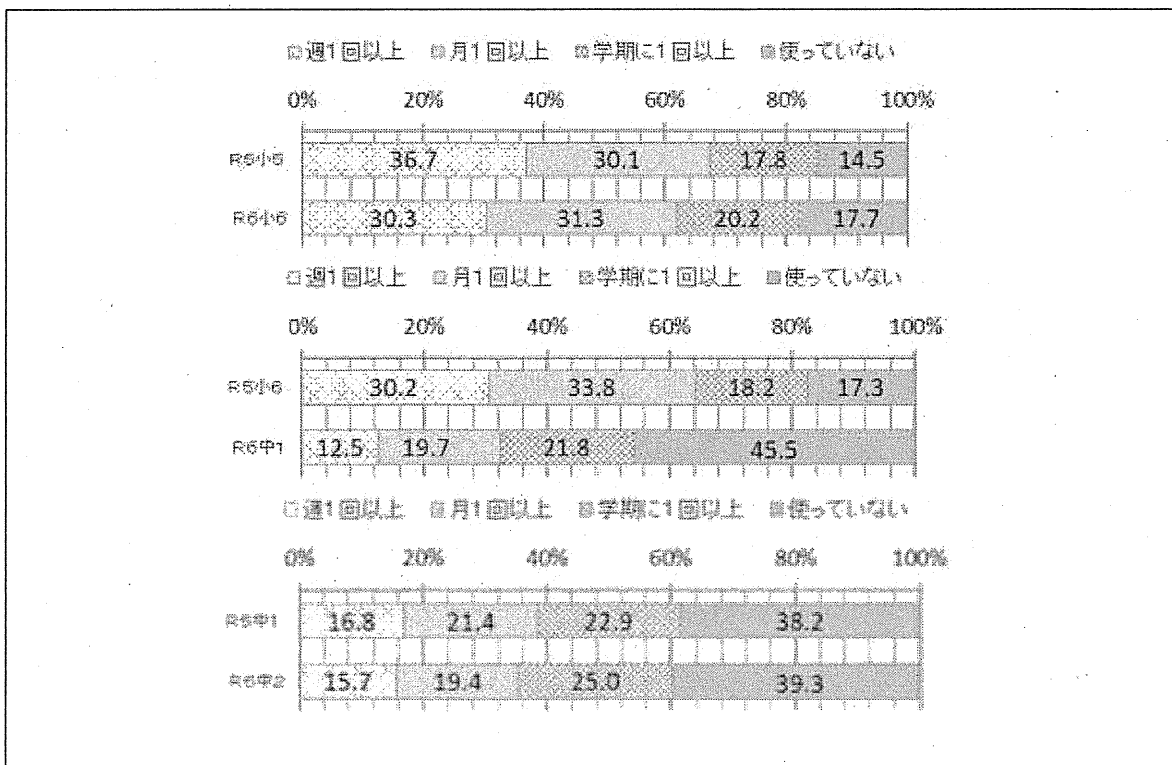 週1回以上 月1回以上 学期に1回以上 使っていない
0% 20% 40% 60% 80% 100%
R5小5 36.7 30.1 17.8 14.5
R6小6 30.3 31.3 20.2 17.7
週1回以上 月1回以上 学期に1回以上 使っていない
0% 20% 40% 60% 80% 100%
R5小6 30.2 33.8 18.2 17.3
R6中1 12.5 19.7 21.8 45.5
週1回以上 月1回以上 学期に1回以上 使っていない
0% 20% 40% 60% 80% 100%
R5中1 16.8 21.4 22.9 38.2
R6中2 15.7 19.4 25.0 39.3